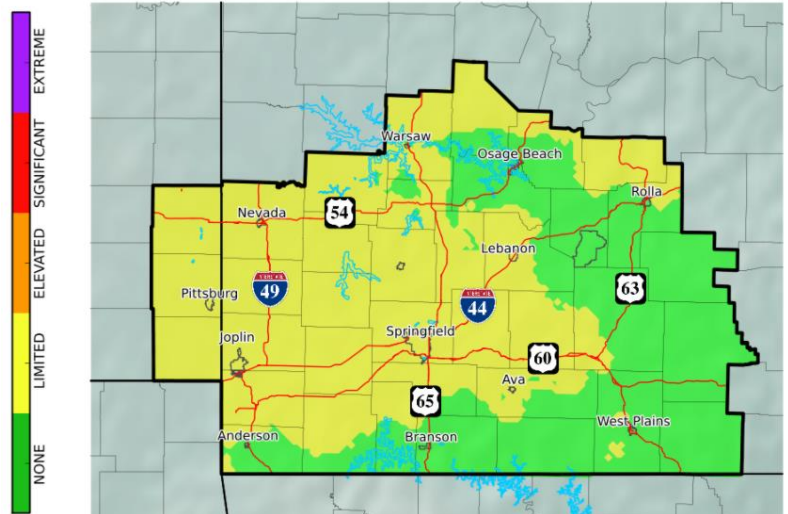 EXTREME
SIGNIFICANT
ELEVATED
LIMITED
NONE
Warsaw
Osage Beach
Rolla
Nevada
54
Lebanon
Pittsburg
49
44
63
Joplin
Springfield
60
Ava
65
West Plains
Anderson
Branson